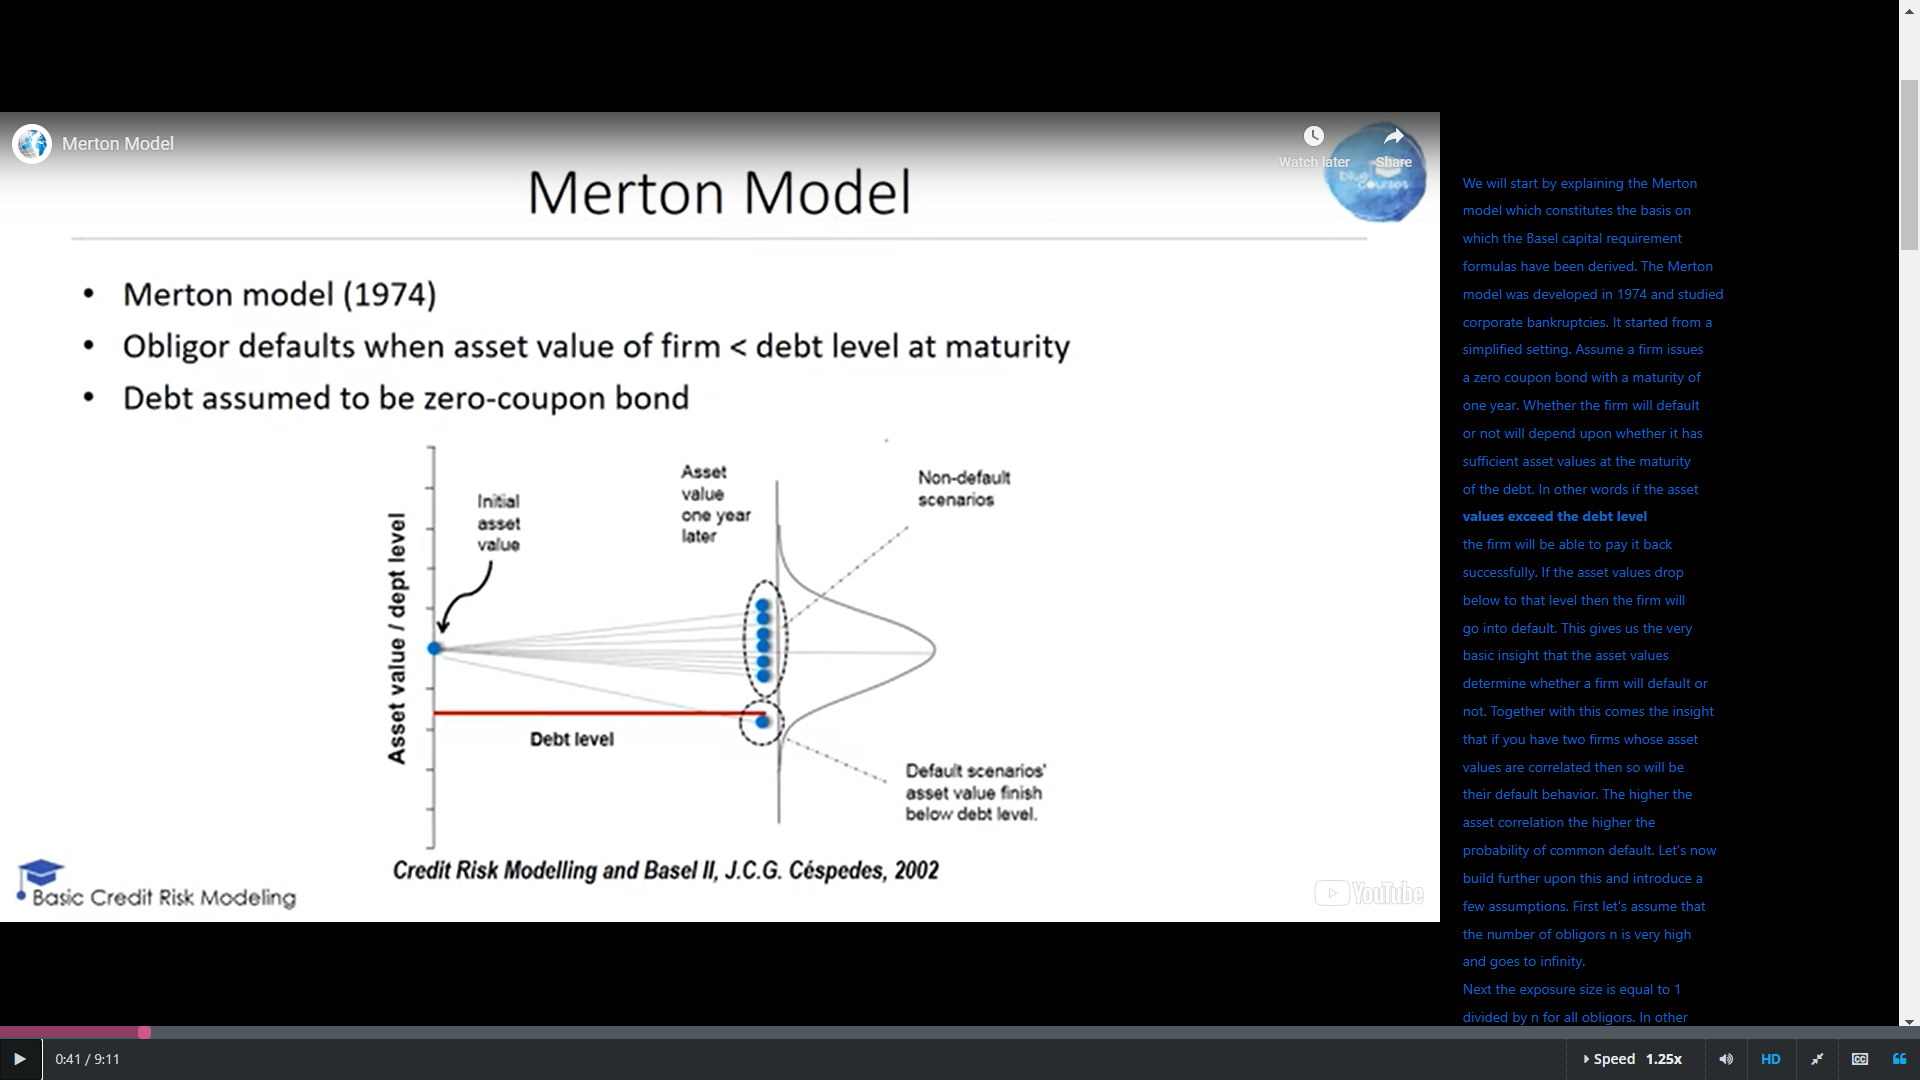 Merton Model
Watch later
Share
blue
courses
Merton Model
• Merton model (1974)
• Obligor defaults when asset value of firm < debt level at maturity
• Debt assumed to be zero-coupon bond
Asset value / dept level
Initial
asset
value
Asset
value
one year
later
Non-default
scenarios
Debt level
Default scenarios'
asset value finish
below debt level.
Credit Risk Modelling and Basel II, J.C.G. Céspedes, 2002
Basic Credit Risk Modeling
YouTube
We will start by explaining the Merton
model which constitutes the basis on
which the Basel capital requirement
formulas have been derived. The Merton
model was developed in 1974 and studied
corporate bankruptcies. It started from a
simplified setting. Assume a firm issues
a zero coupon bond with a maturity of
one year. Whether the firm will default
or not will depend upon whether it has
sufficient asset values at the maturity
of the debt. In other words if the asset
values exceed the debt level
the firm will be able to pay it back
successfully. If the asset values drop
below to that level then the firm will
go into default. This gives us the very
basic insight that the asset values
determine whether a firm will default or
not. Together with this comes the insight
that if you have two firms whose asset
values are correlated then so will be
their default behavior. The higher the
asset correlation the higher the
probability of common default. Let's now
build further upon this and introduce a
few assumptions. First let's assume that
the number of obligors n is very high
and goes to infinity.
Next the exposure size is equal to 1
divided by n for all obligors. In other
0:41 / 9:11
Speed 1.25x
HD
CC